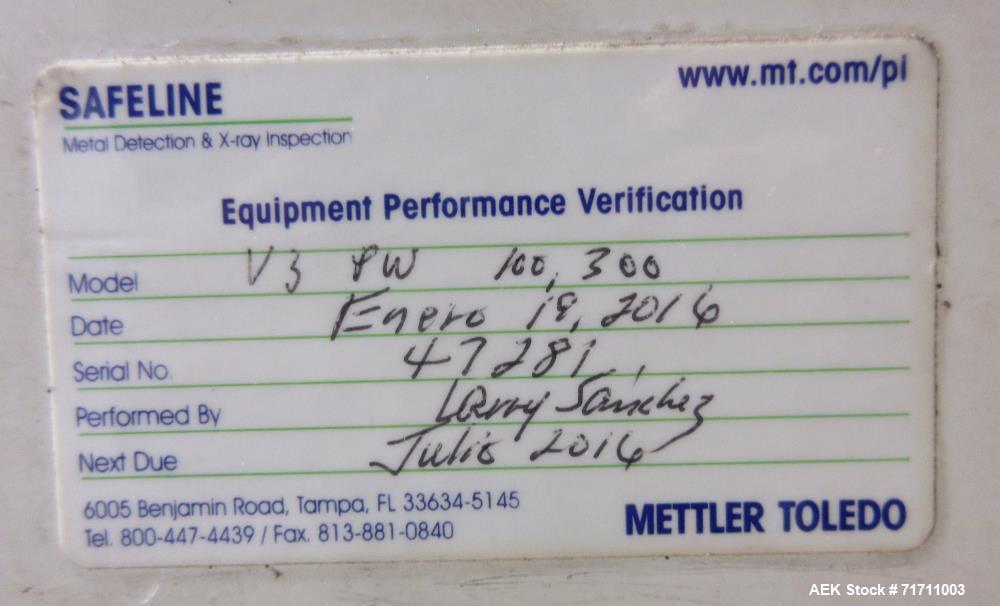 SAFELINE
Metal Detection & X-ray Inspection
www.mt.com/pi
Equipment Performance Verification
Model V3 PW 100, 300
Date Enero 19, 2016
Serial No. 47281
Performed By Larry Sánchez
Next Due Julio 2016
6005 Benjamin Road, Tampa, FL 33634-5145
Tel. 800-447-4439 / Fax. 813-881-0840
METTLER TOLEDO
AEK Stock # 71711003